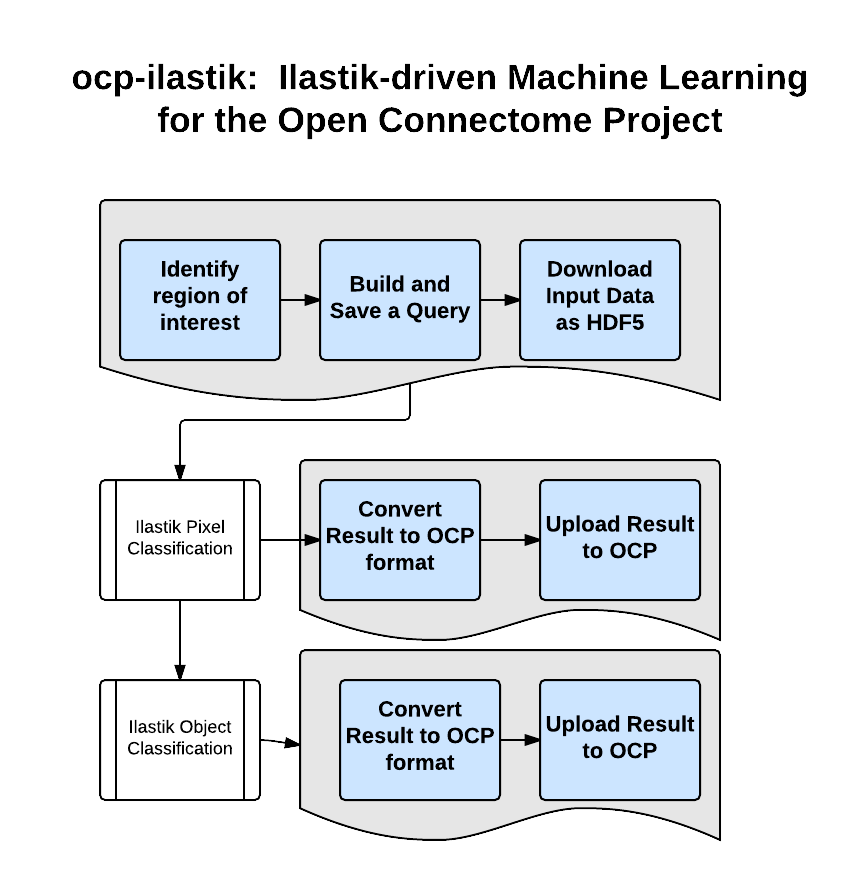 ocp-ilastik:  Ilastik-driven Machine Learning
for the Open Connectome Project
Identify
region of
interest
Build and
Save a Query
Download
Input Data
as HDF5
Ilastik Pixel
Classification
Convert
Result to OCP
format
Upload Result
to OCP
Ilastik Object
Classification
Convert
Result to OCP
format
Upload Result
to OCP